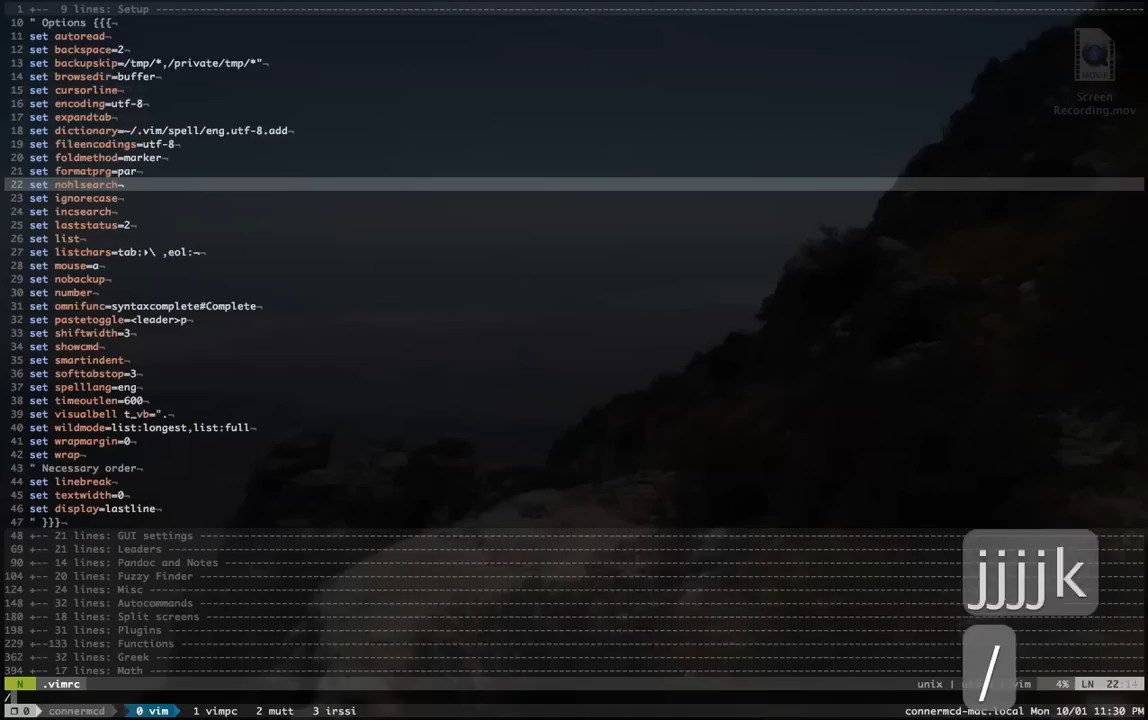 1 +-- 9 lines: Setup
10 " Options {{{¬
11 set autoread¬
12 set backspace=2¬
13 set backupskip=/tmp/*,/private/tmp/*"¬
14 set browsedir=buffer¬
15 set cursorline¬
16 set encoding=utf-8¬
17 set expandtab¬
18 set dictionary=~/.vim/spell/eng.utf-8.add¬
19 set fileencodings=utf-8¬
20 set foldmethod=marker¬
21 set formatprg=par¬
22 set nohlsearch¬
23 set ignorecase¬
24 set incsearch¬
25 set laststatus=2¬
26 set list¬
27 set listchars=tab:▸\ ,eol:¬¬
28 set mouse=a¬
29 set nobackup¬
30 set number¬
31 set omnifunc=syntaxcomplete#Complete¬
32 set pastetoggle=<leader>p¬
33 set shiftwidth=3¬
34 set showcmd¬
35 set smartindent¬
36 set softtabstop=3¬
37 set spelllang=eng¬
38 set timeoutlen=600¬
39 set visualbell t_vb=".¬
40 set wildmode=list:longest,list:full¬
41 set wrapmargin=0¬
42 set wrap¬
43 " Necessary order¬
44 set linebreak¬
45 set textwidth=0¬
46 set display=lastline¬
47 " }}}¬
48 +-- 21 lines: GUI settings
69 +-- 21 lines: Leaders
90 +-- 14 lines: Pandoc and Notes
104 +-- 20 lines: Fuzzy Finder
124 +-- 24 lines: Misc
148 +-- 32 lines: Autocommands
180 +-- 18 lines: Split screens
198 +-- 31 lines: Plugins
229 +--133 lines: Functions
362 +-- 32 lines: Greek
394 +-- 17 lines: Math
N .vimrc unix | vim 4% LN 22:14
/
0 connermcd 0 vim 1 vimpc 2 mutt 3 irssi connermcd-mac.local Mon 10/01 11:30 PM
Screen
Recording.mov
MOVIE
jjjjk
/